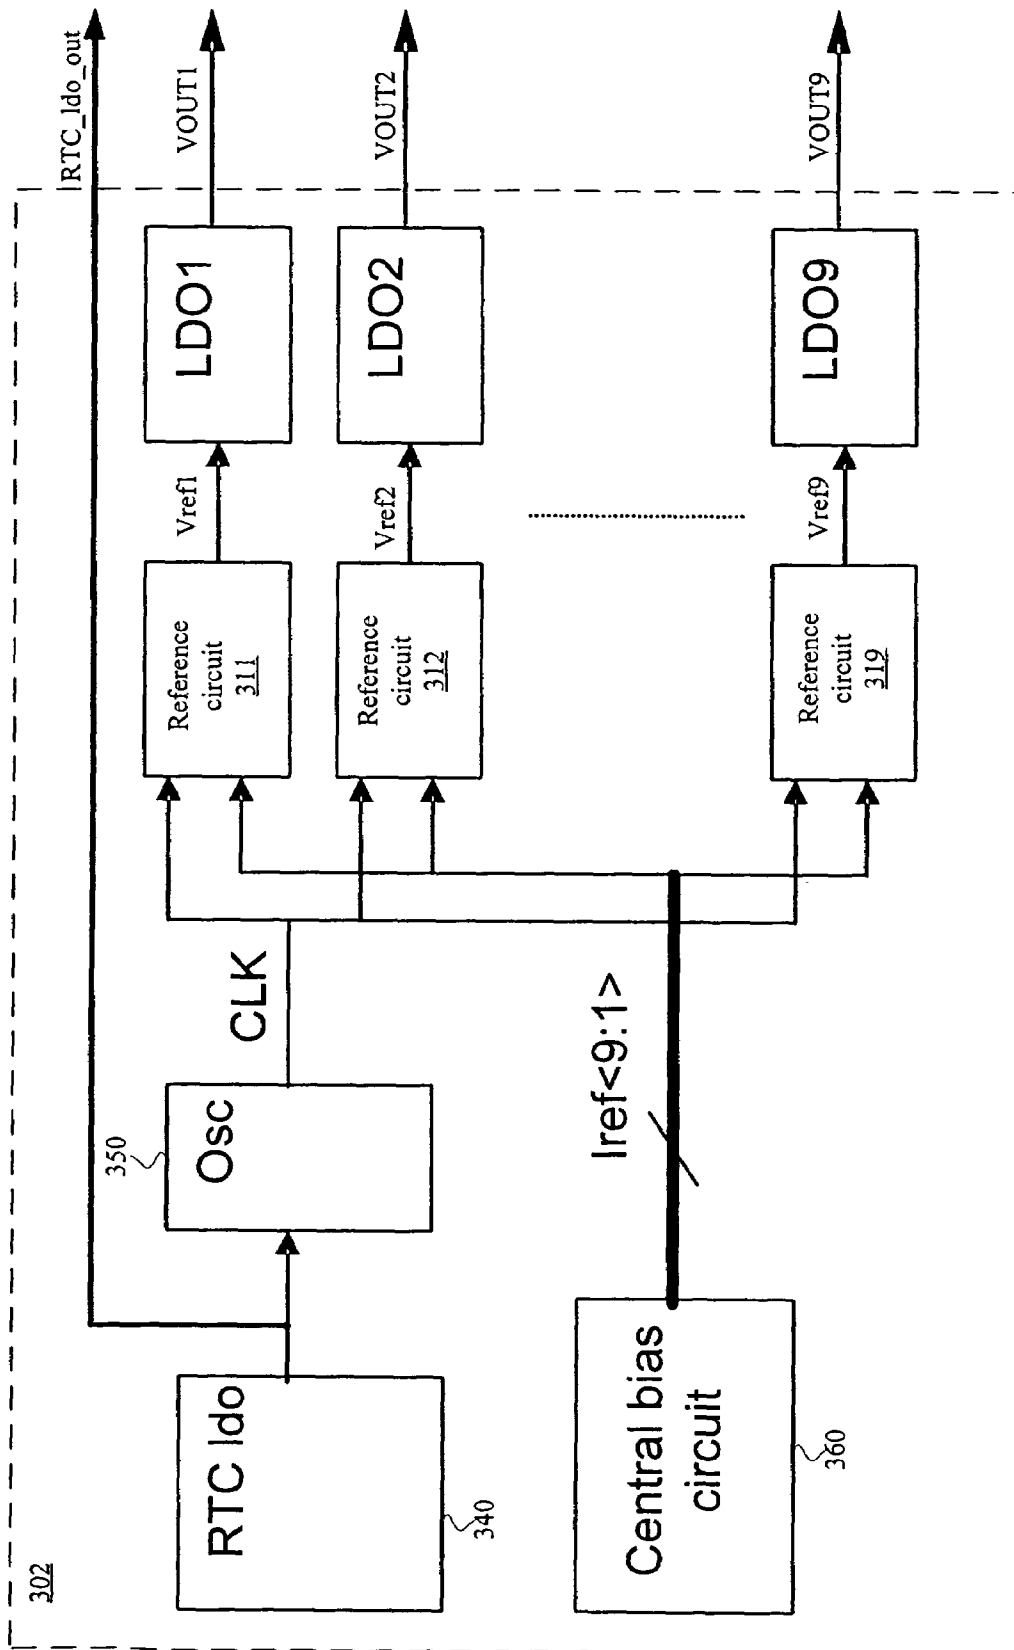 302
RTC ldo
340
Central bias
circuit
360
Osc
350
CLK
Iref<9:1>
Reference
circuit
311
Reference
circuit
312
Reference
circuit
319
Vref1
Vref2
Vref9
LDO1
LDO2
LDO9
RTC_ldo_out
VOUT1
VOUT2
VOUT9